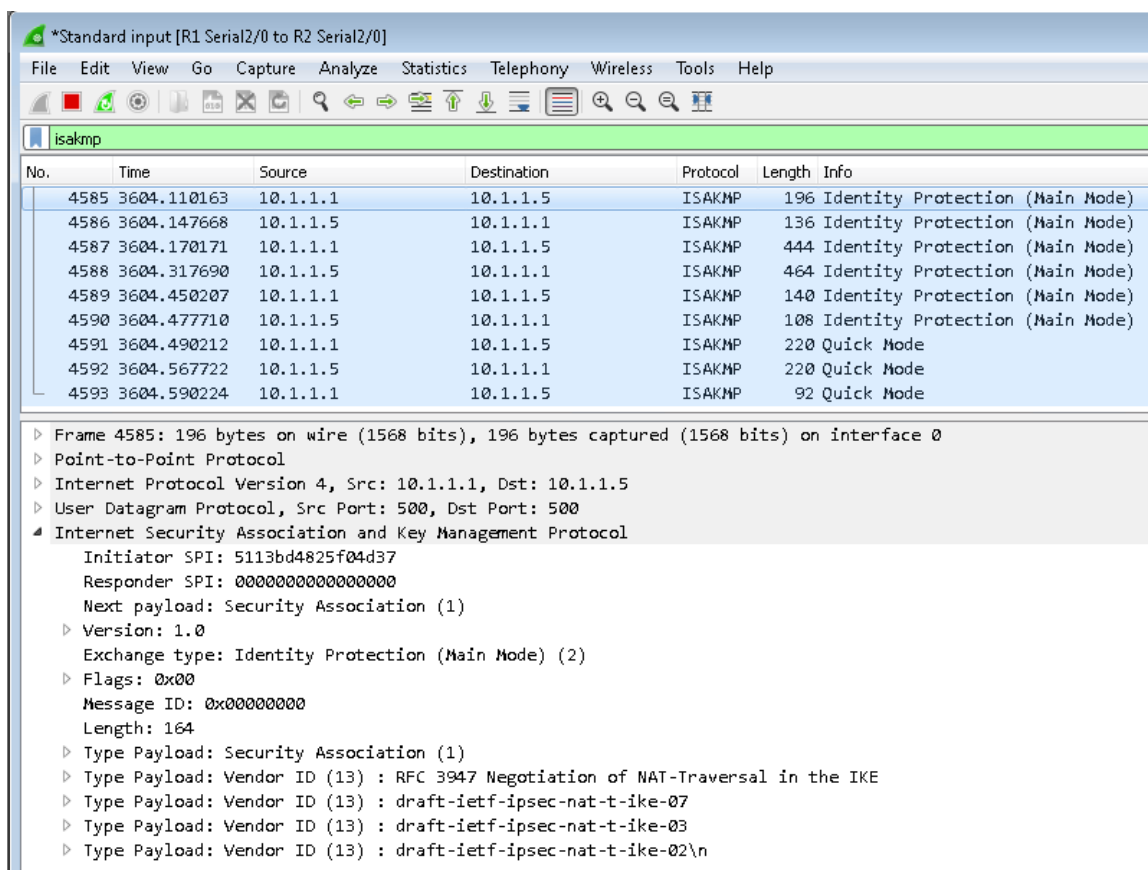 *Standard input [R1 Serial2/0 to R2 Serial2/0]
File Edit View Go Capture Analyze Statistics Telephony Wireless Tools Help
isakmp
No. Time Source Destination Protocol Length Info
4585 3604.110163 10.1.1.1 10.1.1.5 ISAKMP 196 Identity Protection (Main Mode)
4586 3604.147668 10.1.1.5 10.1.1.1 ISAKMP 136 Identity Protection (Main Mode)
4587 3604.170171 10.1.1.1 10.1.1.5 ISAKMP 444 Identity Protection (Main Mode)
4588 3604.317690 10.1.1.5 10.1.1.1 ISAKMP 464 Identity Protection (Main Mode)
4589 3604.450207 10.1.1.1 10.1.1.5 ISAKMP 140 Identity Protection (Main Mode)
4590 3604.477710 10.1.1.5 10.1.1.1 ISAKMP 108 Identity Protection (Main Mode)
4591 3604.490212 10.1.1.1 10.1.1.5 ISAKMP 220 Quick Mode
4592 3604.567722 10.1.1.5 10.1.1.1 ISAKMP 220 Quick Mode
4593 3604.590224 10.1.1.1 10.1.1.5 ISAKMP 92 Quick Mode
Frame 4585: 196 bytes on wire (1568 bits), 196 bytes captured (1568 bits) on interface 0
Point-to-Point Protocol
Internet Protocol Version 4, Src: 10.1.1.1, Dst: 10.1.1.5
User Datagram Protocol, Src Port: 500, Dst Port: 500
Internet Security Association and Key Management Protocol
Initiator SPI: 5113bd4825f04d37
Responder SPI: 0000000000000000
Next payload: Security Association (1)
Version: 1.0
Exchange type: Identity Protection (Main Mode) (2)
Flags: 0x00
Message ID: 0x00000000
Length: 164
Type Payload: Security Association (1)
Type Payload: Vendor ID (13) : RFC 3947 Negotiation of NAT-Traversal in the IKE
Type Payload: Vendor ID (13) : draft-ietf-ipsec-nat-t-ike-07
Type Payload: Vendor ID (13) : draft-ietf-ipsec-nat-t-ike-03
Type Payload: Vendor ID (13) : draft-ietf-ipsec-nat-t-ike-02\n